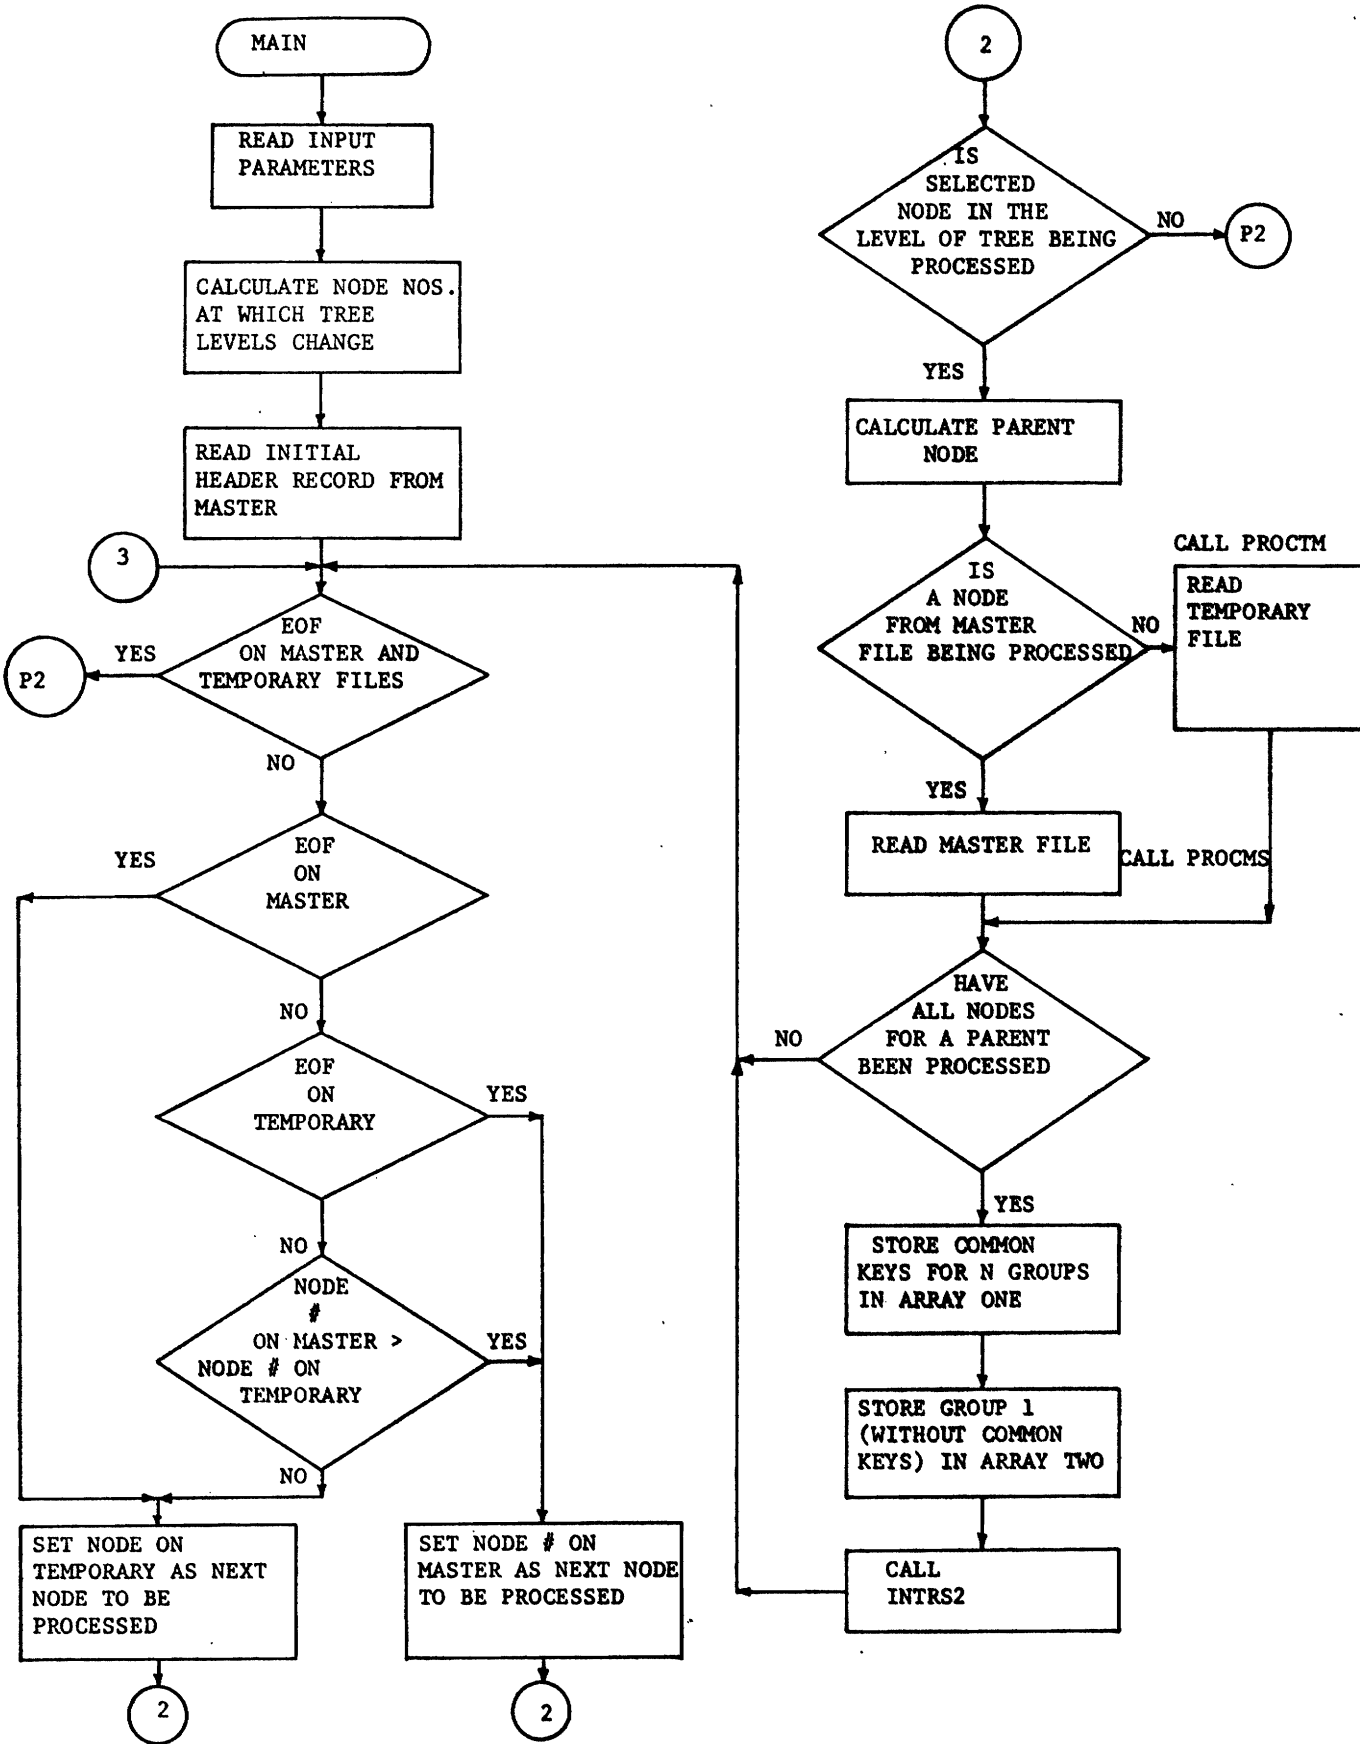 MAIN
READ INPUT
PARAMETERS
CALCULATE NODE NOS.
AT WHICH TREE
LEVELS CHANGE
READ INITIAL
HEADER RECORD FROM
MASTER
3
EOF
ON MASTER AND
TEMPORARY FILES
YES
P2
NO
EOF
ON
MASTER
YES
NO
EOF
ON
TEMPORARY
YES
NO
NODE
#
ON MASTER >
NODE # ON
TEMPORARY
YES
NO
SET NODE ON
TEMPORARY AS NEXT
NODE TO BE
PROCESSED
2
SET NODE # ON
MASTER AS NEXT NODE
TO BE PROCESSED
2
2
IS
SELECTED
NODE IN THE
LEVEL OF TREE BEING
PROCESSED
NO
P2
YES
CALCULATE PARENT
NODE
IS
A NODE
FROM MASTER
FILE BEING PROCESSED
NO
CALL PROCTM
READ
TEMPORARY
FILE
YES
READ MASTER FILE
CALL PROCMS
HAVE
ALL NODES
FOR A PARENT
BEEN PROCESSED
NO
YES
STORE COMMON
KEYS FOR N GROUPS
IN ARRAY ONE
STORE GROUP 1
(WITHOUT COMMON
KEYS) IN ARRAY TWO
CALL
INTRS2